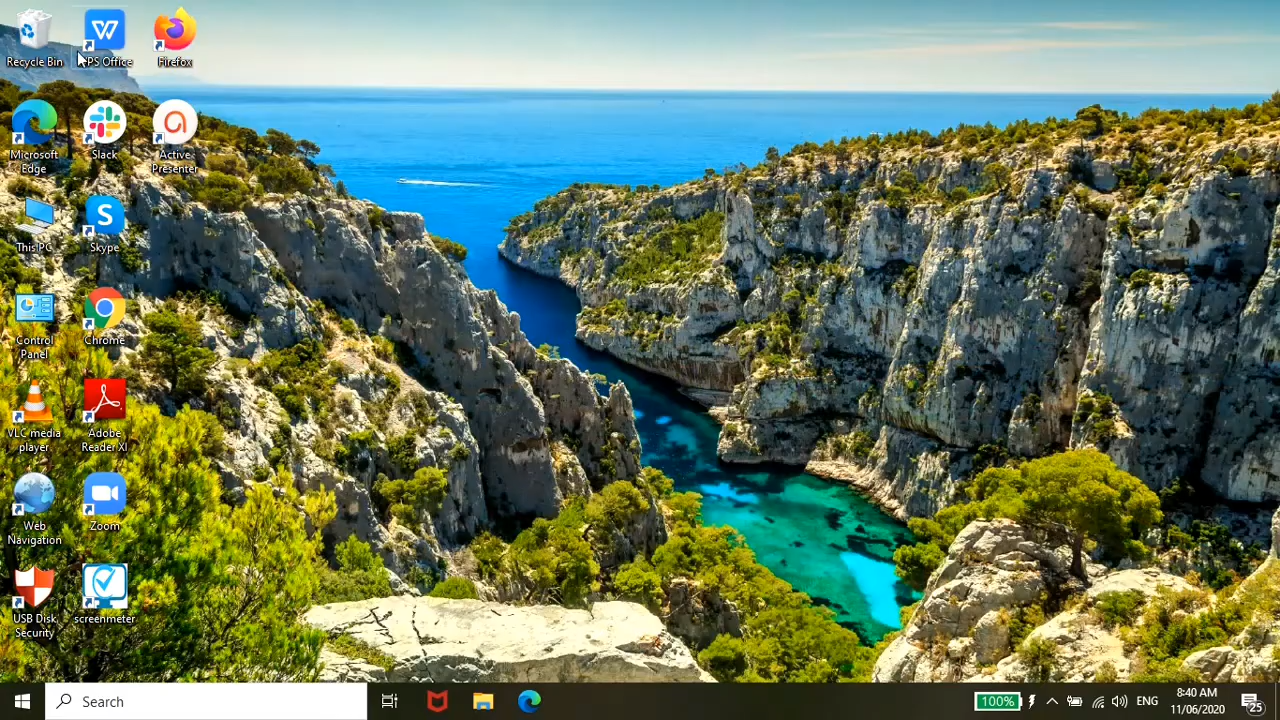 Recycle Bin
PS Office
Firefox
Microsoft
Edge
Slack
Active
Presenter
This PC
Skype
Control
Panel
Chrome
VLC media
player
Adobe
Reader XI
Web
Navigation
Zoom
USB Disk
Security
screenmeter
Search
100%
ENG
8:40 AM
11/06/2020
25